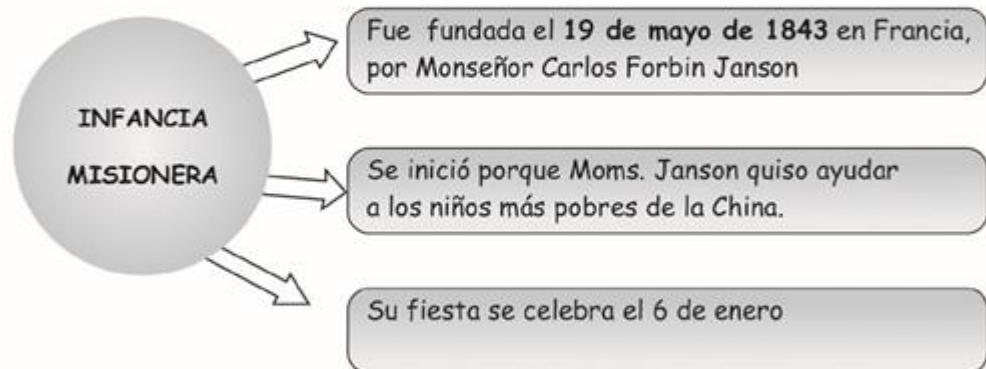 INFANCIA
MISIONERA
Fue fundada el 19 de mayo de 1843 en Francia,
por Monseñor Carlos Forbin Janson
Se inició porque Moms. Janson quiso ayudar
a los niños más pobres de la China.
Su fiesta se celebra el 6 de enero